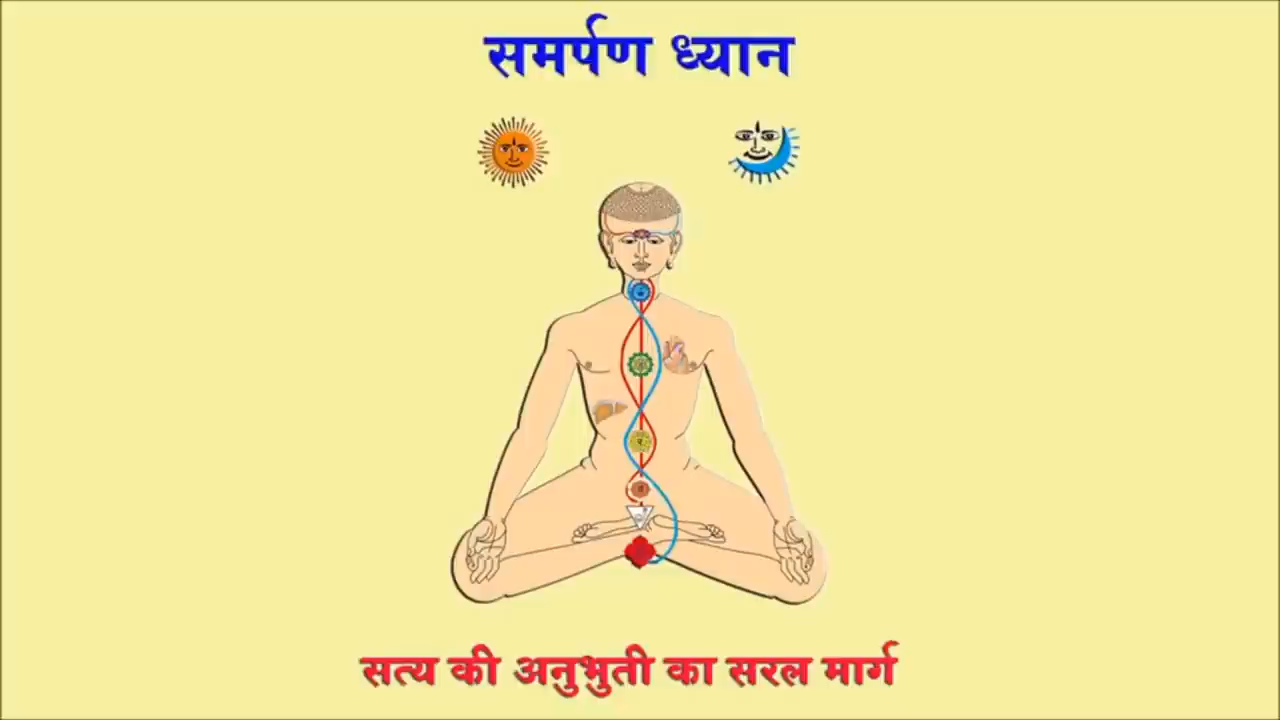 समर्पण ध्यान
सत्य की अनुभुती का सरल मार्ग